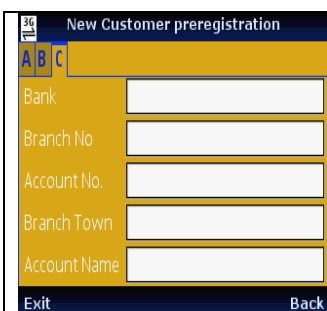 3G
New Customer preregistration
A B C
Bank
Branch No
Account No.
Branch Town
Account Name
Exit Back